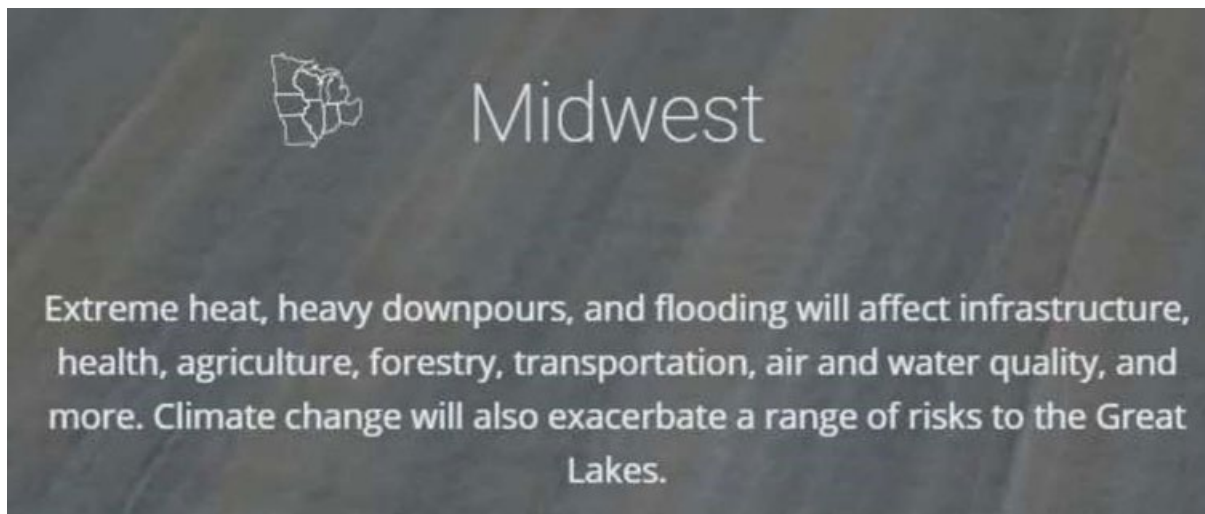 Midwest
Extreme heat, heavy downpours, and flooding will affect infrastructure,
health, agriculture, forestry, transportation, air and water quality, and
more. Climate change will also exacerbate a range of risks to the Great
Lakes.